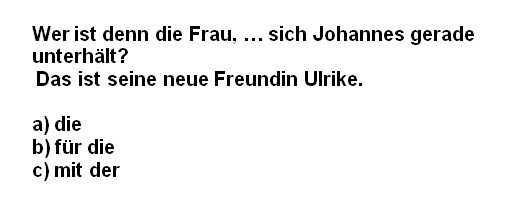 Wer ist denn die Frau, … sich Johannes gerade
unterhält?
Das ist seine neue Freundin Ulrike.
a) die
b) für die
c) mit der